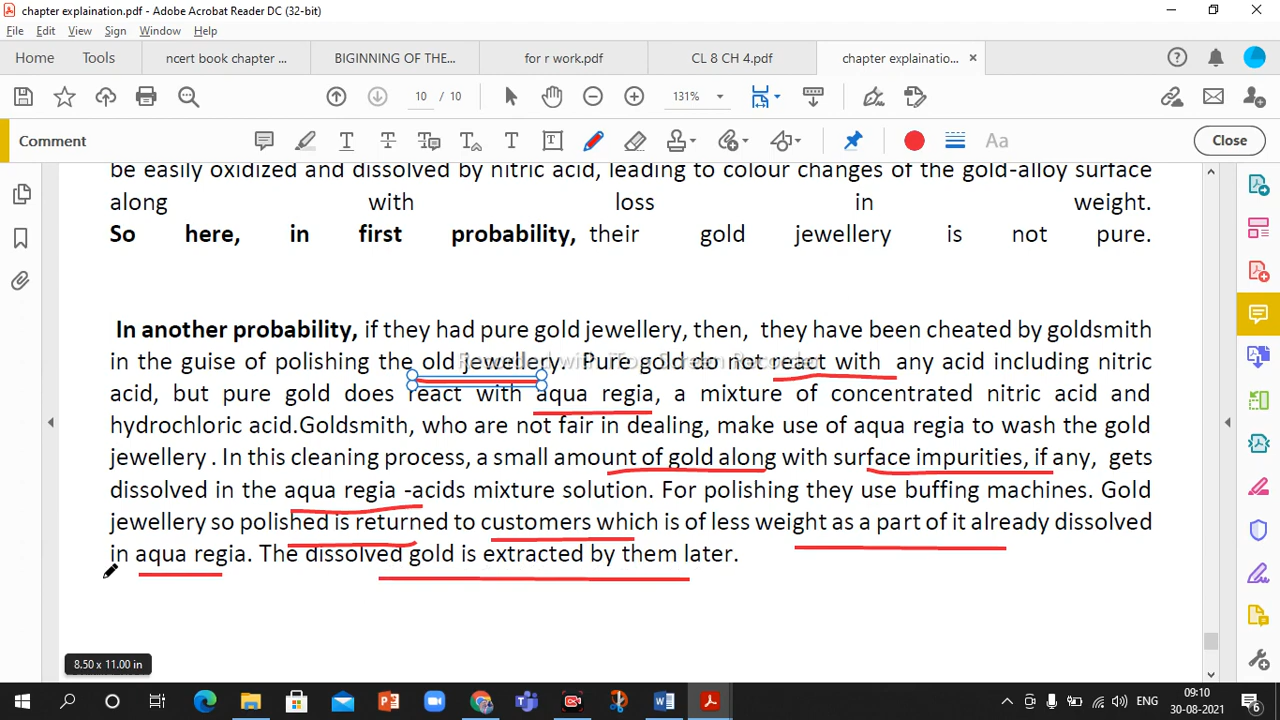 chapter explaination.pdf - Adobe Acrobat Reader DC (32-bit)
File Edit View Sign Window Help
Home Tools ncert book chapter ... BIGINNING OF THE... for r work.pdf CL 8 CH 4.pdf chapter explainatio... ×
10 / 10 131%
Comment Close
be easily oxidized and dissolved by nitric acid, leading to colour changes of the gold-alloy surface
along with loss in weight.
So here, in first probability, their gold jewellery is not pure.
In another probability, if they had pure gold jewellery, then, they have been cheated by goldsmith
in the guise of polishing the old jewellery. Pure gold do not react with any acid including nitric
Recorded with iTop Screen Recorder
acid, but pure gold does react with aqua regia, a mixture of concentrated nitric acid and
hydrochloric acid.Goldsmith, who are not fair in dealing, make use of aqua regia to wash the gold
jewellery . In this cleaning process, a small amount of gold along with surface impurities, if any, gets
dissolved in the aqua regia -acids mixture solution. For polishing they use buffing machines. Gold
jewellery so polished is returned to customers which is of less weight as a part of it already dissolved
in aqua regia. The dissolved gold is extracted by them later.
8.50 x 11.00 in
ENG 09:10
30-08-2021 6